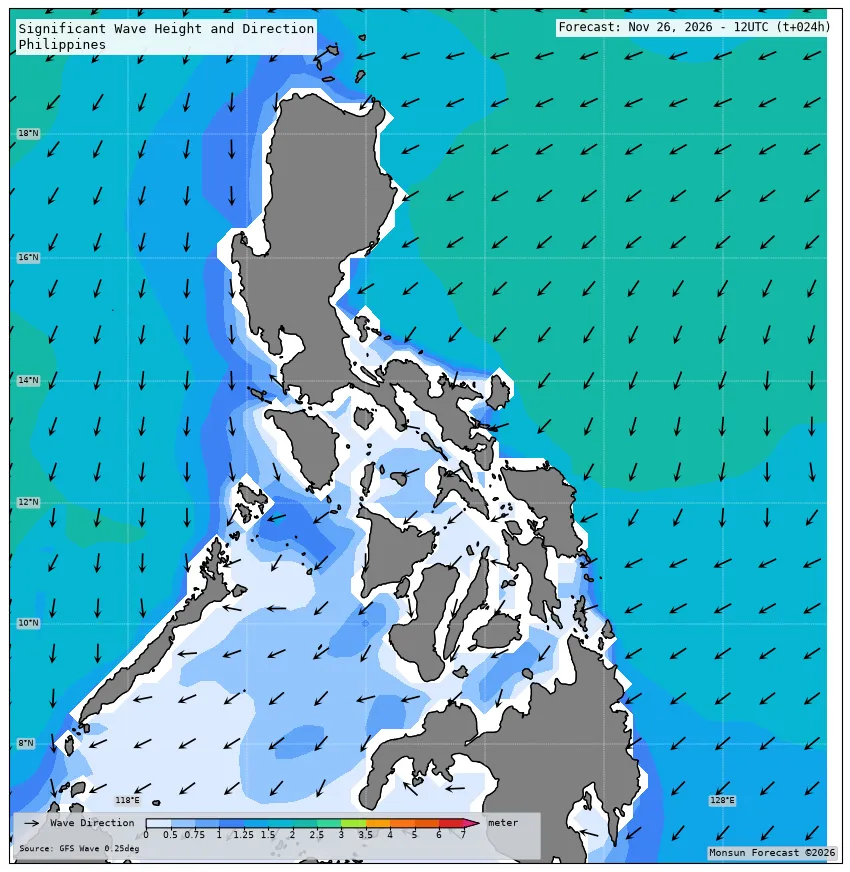 Significant Wave Height and Direction
Philippines
Forecast: Nov 26, 2026 - 12UTC (t+024h)
18°N
16°N
14°N
12°N
10°N
8°N
118°E
128°E
Wave Direction
0 0.5 0.75 1 1.25 1.5 2 2.5 3 3.5 4 5 6 7
meter
Source: GFS Wave 0.25deg
Monsun Forecast ©2026